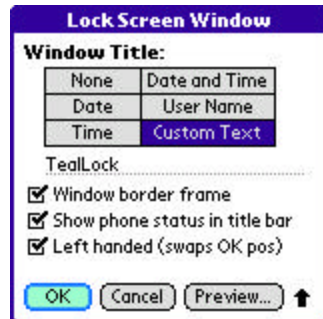 Lock Screen Window
Window Title:
None Date and Time
Date User Name
Time Custom Text
TealLock
Window border frame
Show phone status in title bar
Left handed (swaps OK pos)
OK Cancel Preview...